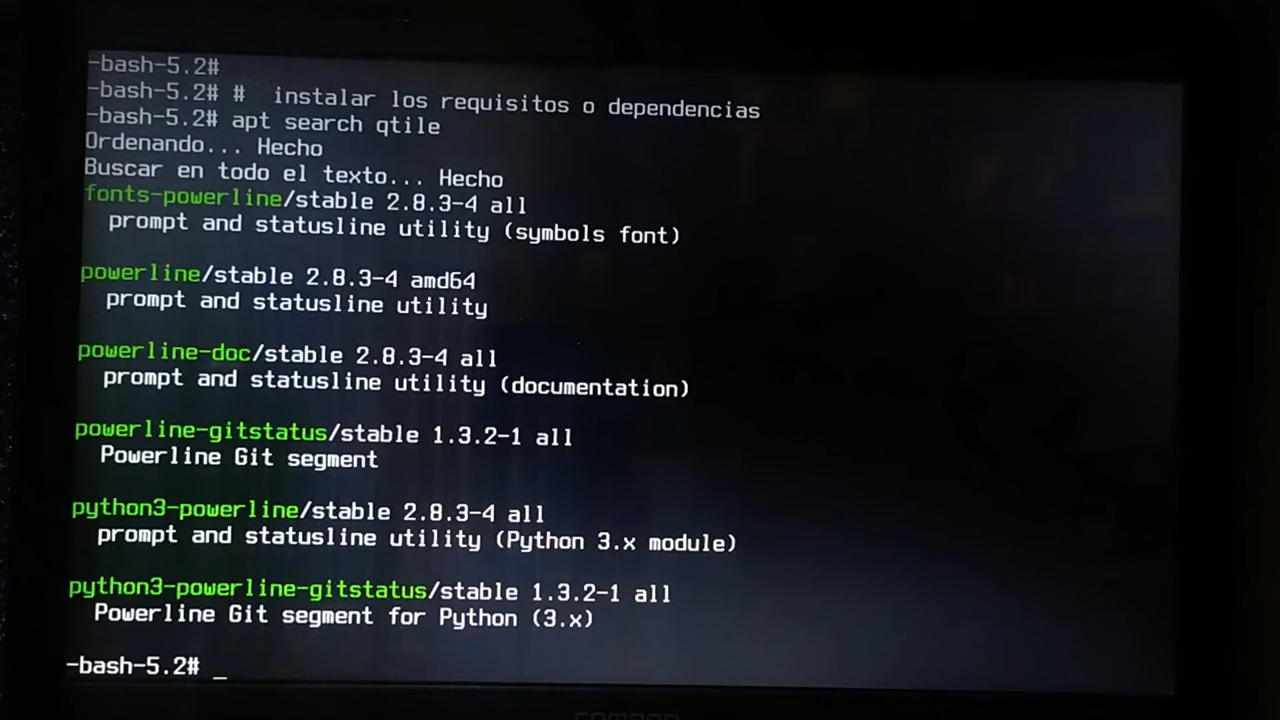 -bash-5.2#
-bash-5.2# #  instalar los requisitos o dependencias
-bash-5.2# apt search qtile
Ordenando... Hecho
Buscar en todo el texto... Hecho
fonts-powerline/stable 2.8.3-4 all
  prompt and statusline utility (symbols font)
powerline/stable 2.8.3-4 amd64
  prompt and statusline utility
powerline-doc/stable 2.8.3-4 all
  prompt and statusline utility (documentation)
powerline-gitstatus/stable 1.3.2-1 all
  Powerline Git segment
python3-powerline/stable 2.8.3-4 all
  prompt and statusline utility (Python 3.x module)
python3-powerline-gitstatus/stable 1.3.2-1 all
  Powerline Git segment for Python (3.x)
-bash-5.2# _